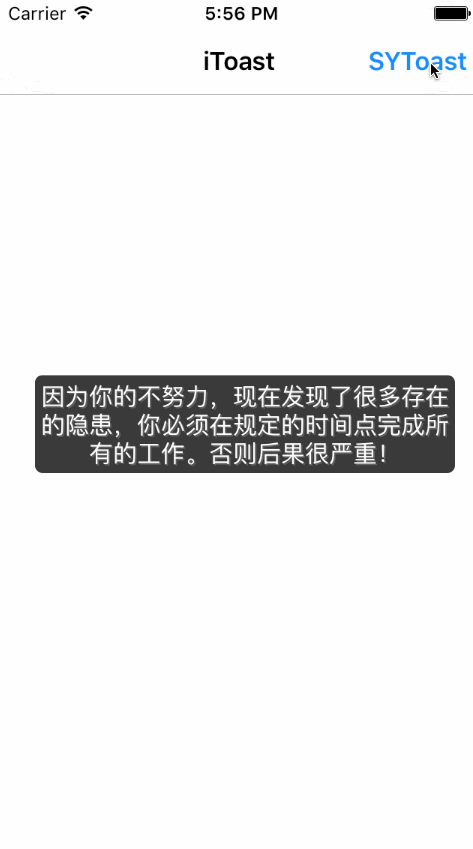 Carrier 5:56 PM
iToast SYToast
因为你的不努力，现在发现了很多存在
的隐患，你必须在规定的时间点完成所
有的工作。否则后果很严重！